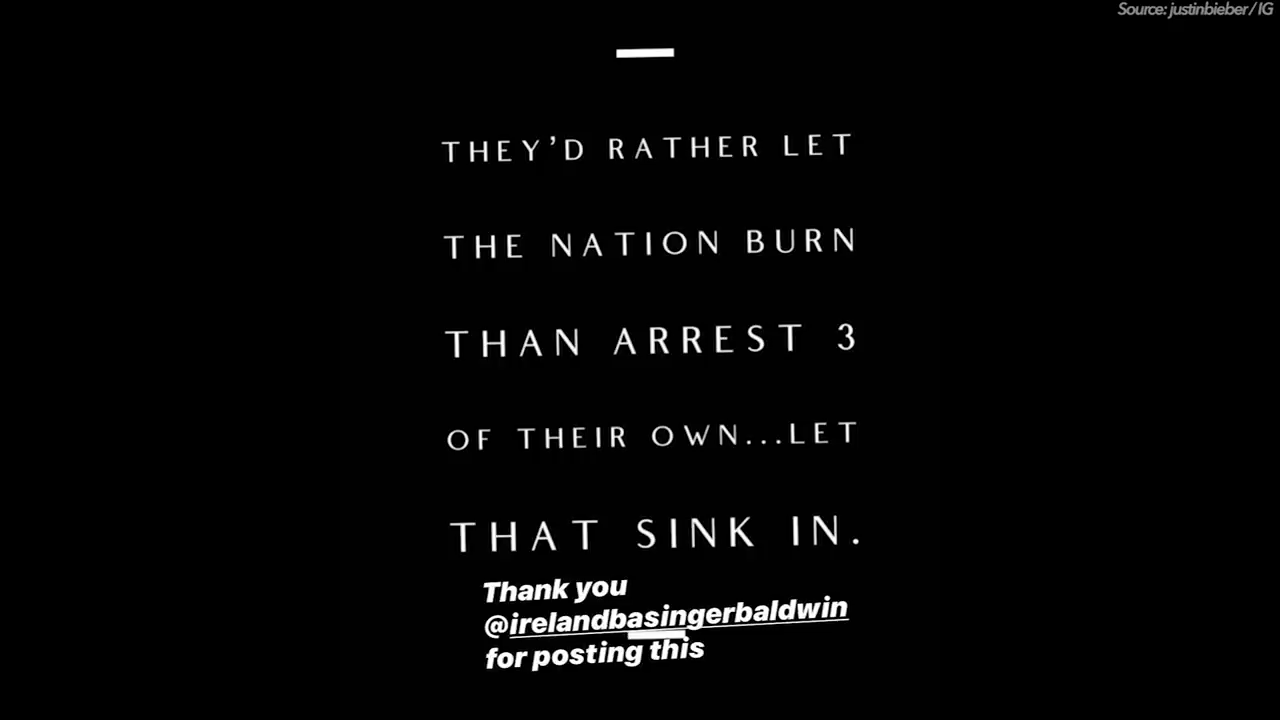 Source: justinbieber / IG
THEY’D RATHER LET
THE NATION BURN
THAN ARREST 3
OF THEIR OWN...LET
THAT SINK IN.
Thank you
@irelandbasingerbaldwin
for posting this